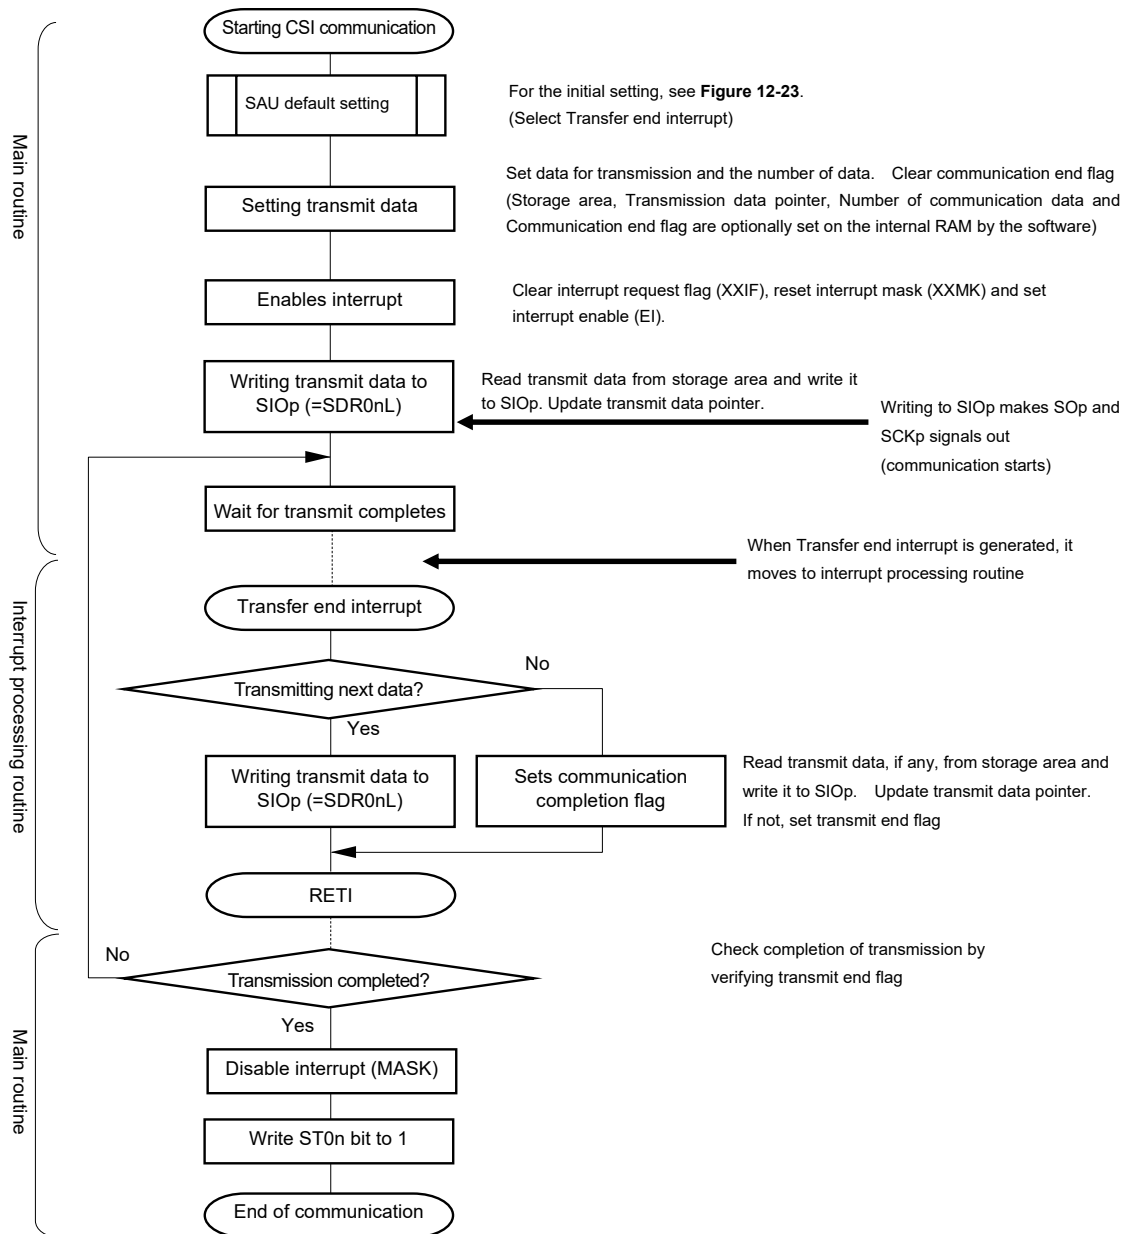 Starting CSI communication
SAU default setting
For the initial setting, see Figure 12-23.
(Select Transfer end interrupt)
Main routine
Setting transmit data
Set data for transmission and the number of data. Clear communication end flag
(Storage area, Transmission data pointer, Number of communication data and
Communication end flag are optionally set on the internal RAM by the software)
Enables interrupt
Clear interrupt request flag (XXIF), reset interrupt mask (XXMK) and set
interrupt enable (EI).
Writing transmit data to
SIOp (=SDR0nL)
Read transmit data from storage area and write it
to SIOp. Update transmit data pointer.
Writing to SIOp makes SOp and
SCKp signals out
(communication starts)
Wait for transmit completes
When Transfer end interrupt is generated, it
moves to interrupt processing routine
Interrupt processing routine
Transfer end interrupt
Transmitting next data?
No
Yes
Writing transmit data to
SIOp (=SDR0nL)
Sets communication
completion flag
Read transmit data, if any, from storage area and
write it to SIOp. Update transmit data pointer.
If not, set transmit end flag
RETI
Main routine
No
Transmission completed?
Check completion of transmission by
verifying transmit end flag
Yes
Disable interrupt (MASK)
Write ST0n bit to 1
End of communication